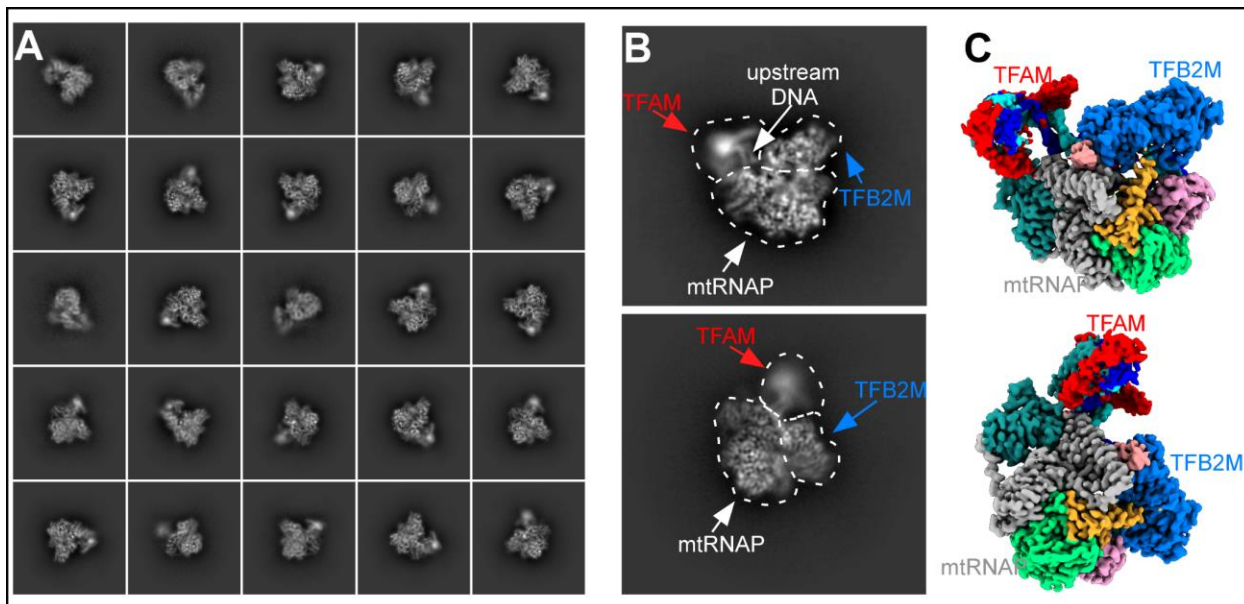 A
B
upstream
DNA
TFAM
TFB2M
mtRNAP
TFAM
TFB2M
mtRNAP
C
TFAM
TFB2M
mtRNAP
TFAM
TFB2M
mtRNAP